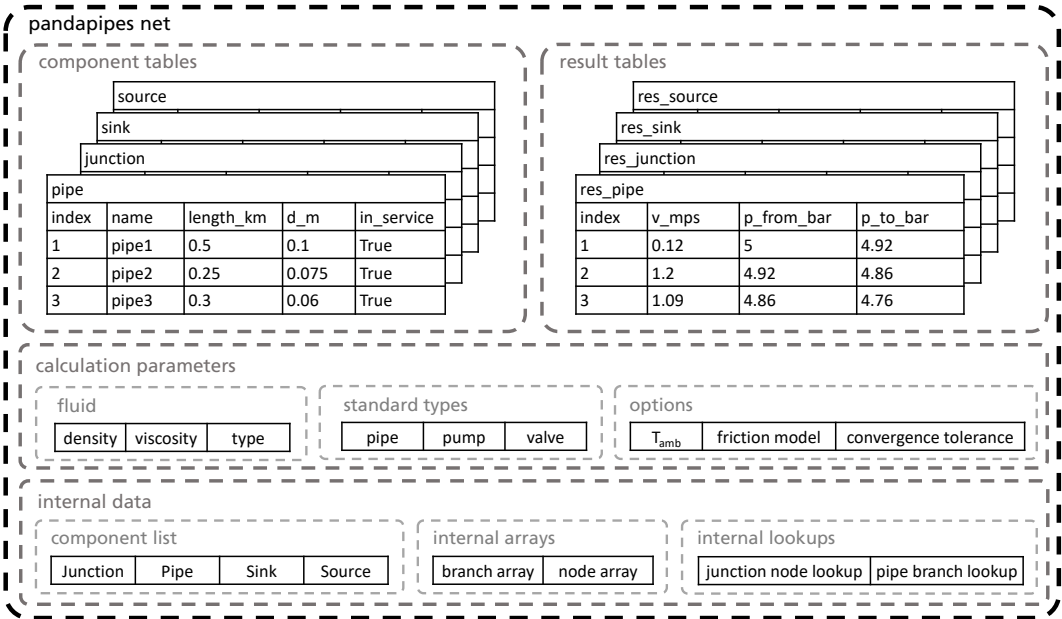 pandapipes net
component tables
source
sink
junction
pipe
index name length_km d_m in_service
1 pipe1 0.5 0.1 True
2 pipe2 0.25 0.075 True
3 pipe3 0.3 0.06 True
result tables
res_source
res_sink
res_junction
res_pipe
index v_mps p_from_bar p_to_bar
1 0.12 5 4.92
2 1.2 4.92 4.86
3 1.09 4.86 4.76
calculation parameters
fluid
density viscosity type
standard types
pipe pump valve
options
Tamb friction model convergence tolerance
internal data
component list
Junction Pipe Sink Source
internal arrays
branch array node array
internal lookups
junction node lookup pipe branch lookup